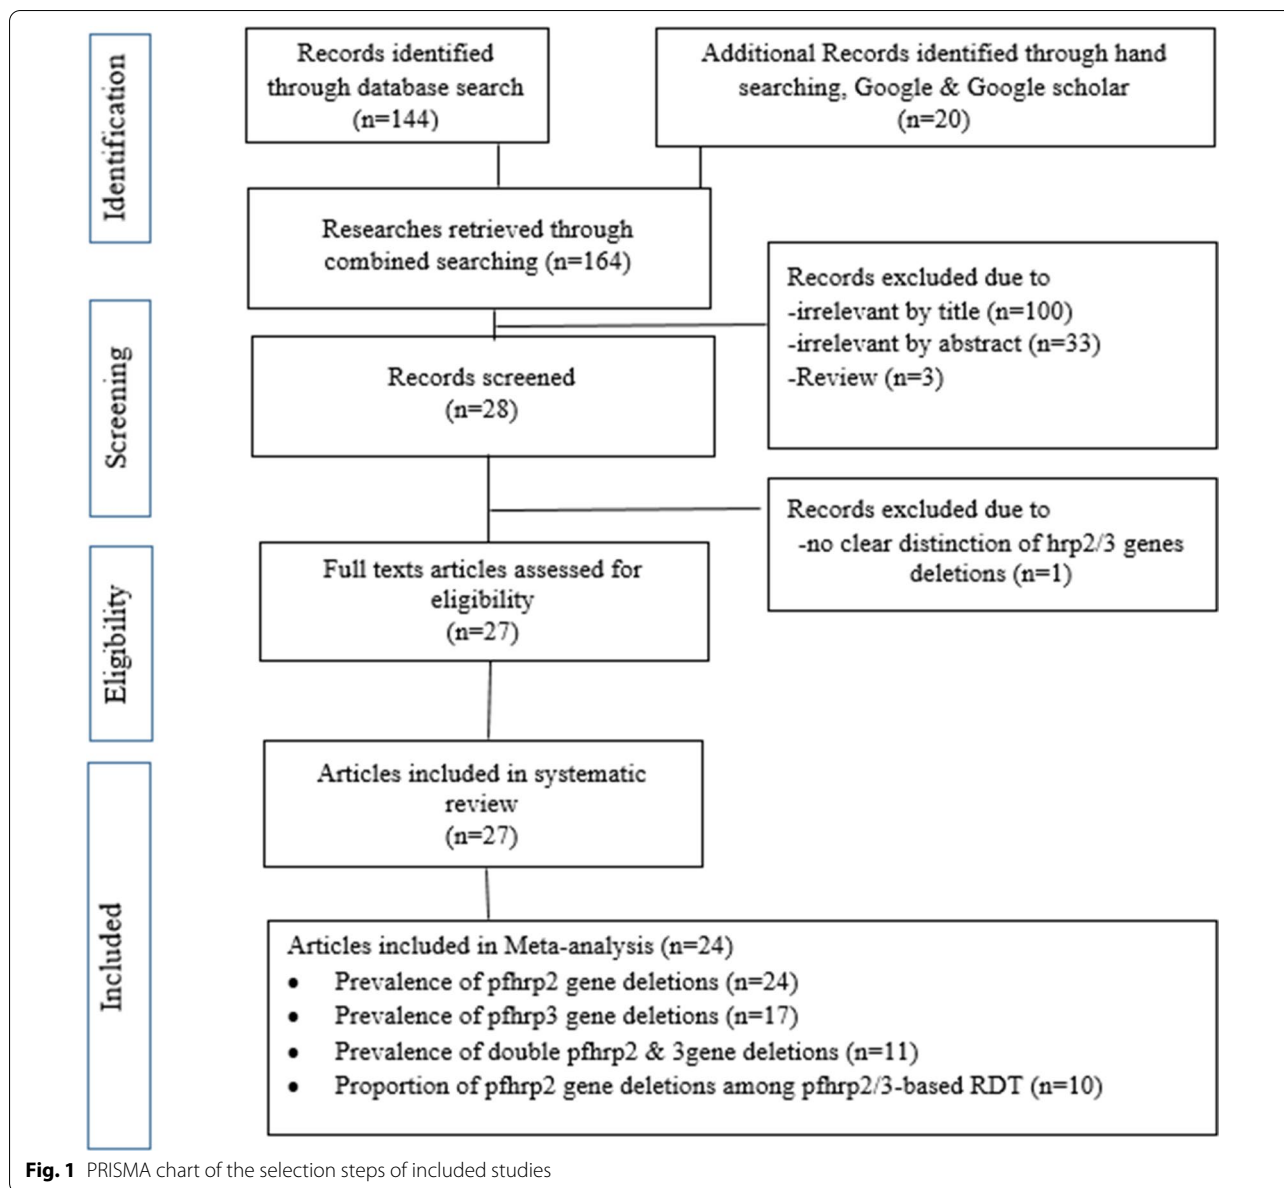 Identification
Records identified
through database search
(n=144)
Additional Records identified through hand
searching, Google & Google scholar
(n=20)
Researches retrieved through
combined searching (n=164)
Records excluded due to
-irrelevant by title (n=100)
-irrelevant by abstract (n=33)
-Review (n=3)
Screening
Records screened
(n=28)
Records excluded due to
-no clear distinction of hrp2/3 genes
deletions (n=1)
Eligibility
Full texts articles assessed for
eligibility
(n=27)
Included
Articles included in systematic
review
(n=27)
Articles included in Meta-analysis (n=24)
• Prevalence of pfhrp2 gene deletions (n=24)
• Prevalence of pfhrp3 gene deletions (n=17)
• Prevalence of double pfhrp2 & 3gene deletions (n=11)
• Proportion of pfhrp2 gene deletions among pfhrp2/3-based RDT (n=10)
Fig. 1 PRISMA chart of the selection steps of included studies